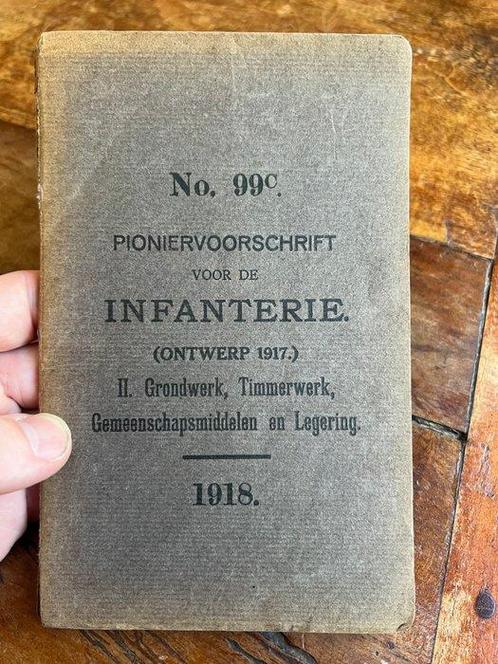 No. 99c.
PIONIERVOORSCHRIFT
VOOR DE
INFANTERIE.
(ONTWERP 1917.)
II. Grondwerk, Timmerwerk,
Gemeenschapsmiddelen en Legering.
1918.